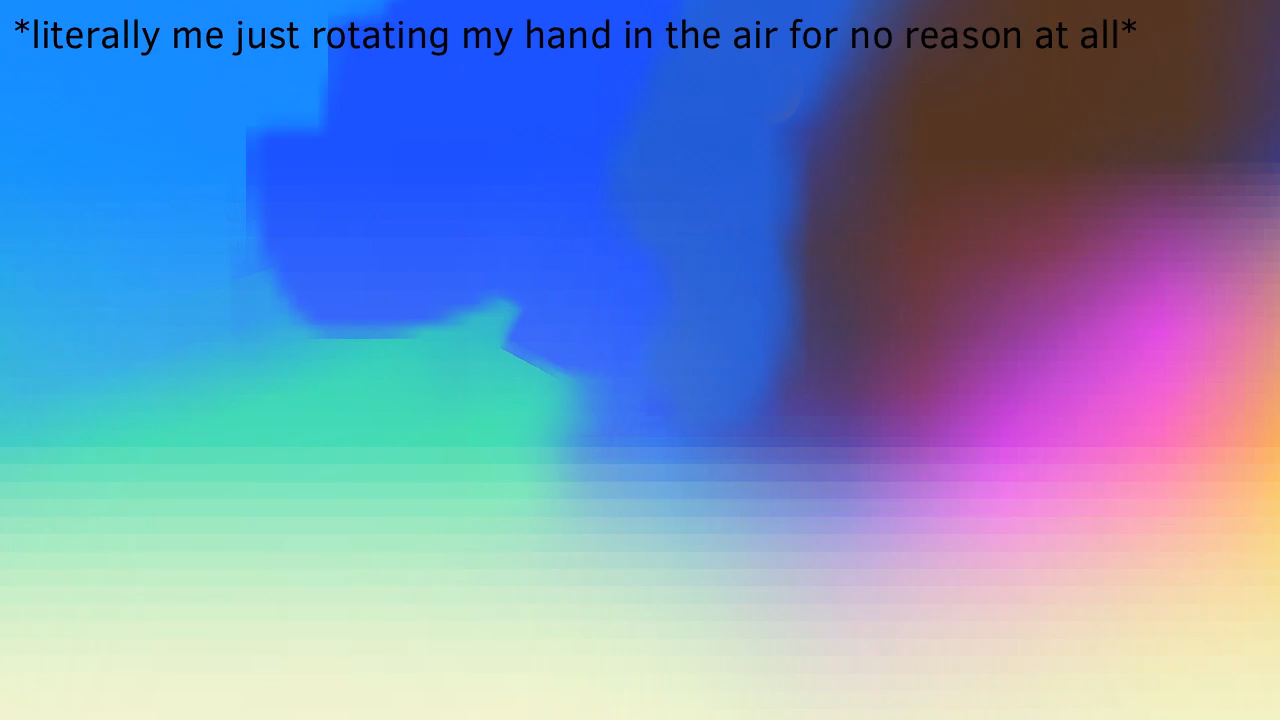 *literally me just rotating my hand in the air for no reason at all*